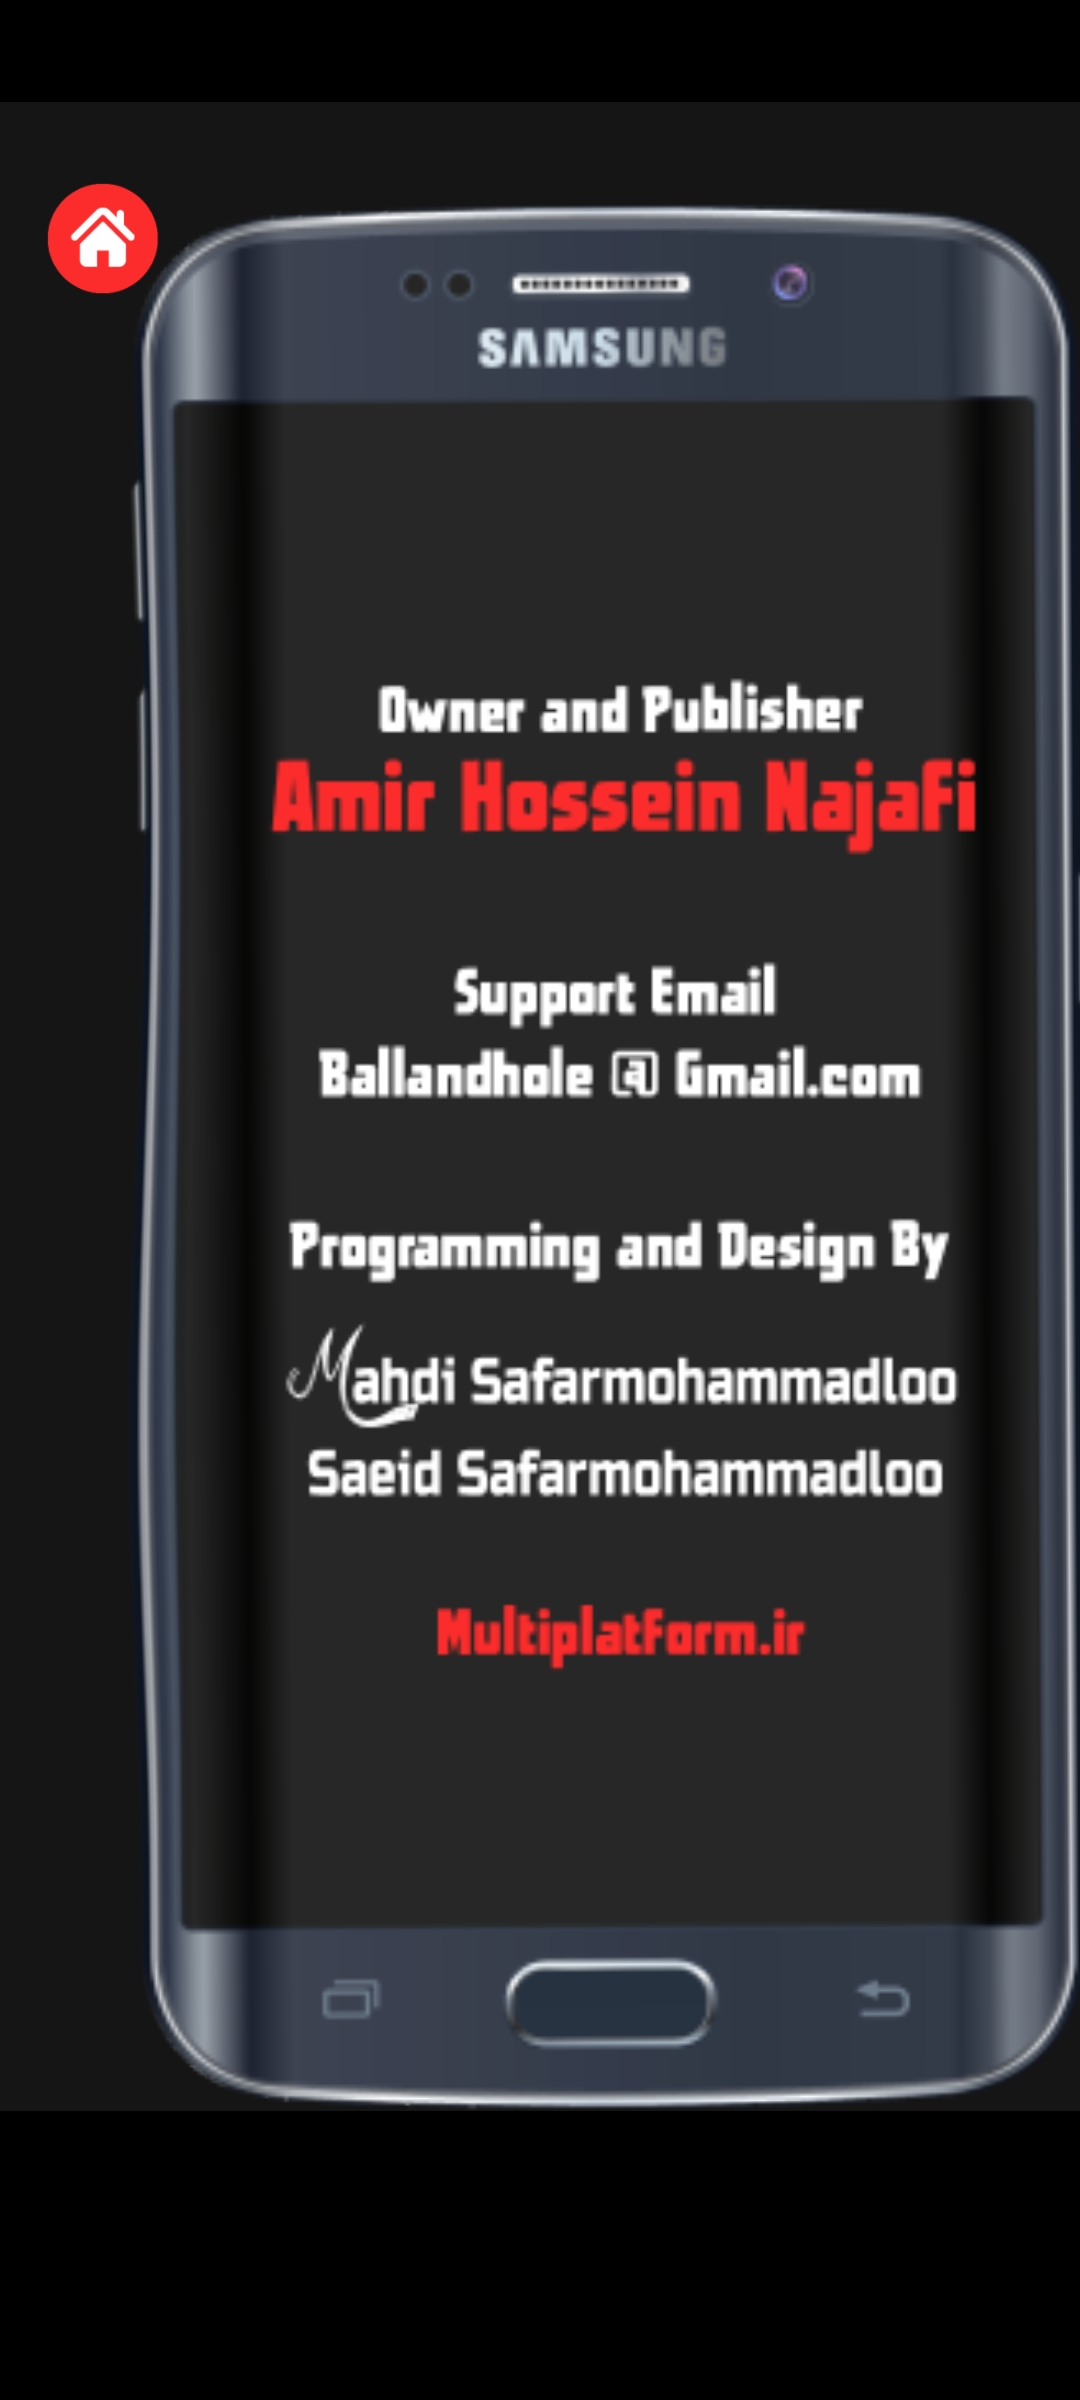 SAMSUNG
Owner and Publisher
Amir Hossein Najafi
Support Email
Ballandhole @ Gmail.com
Programming and Design By
Mahdi Safarmohammadloo
Saeid Safarmohammadloo
Multiplatform.ir